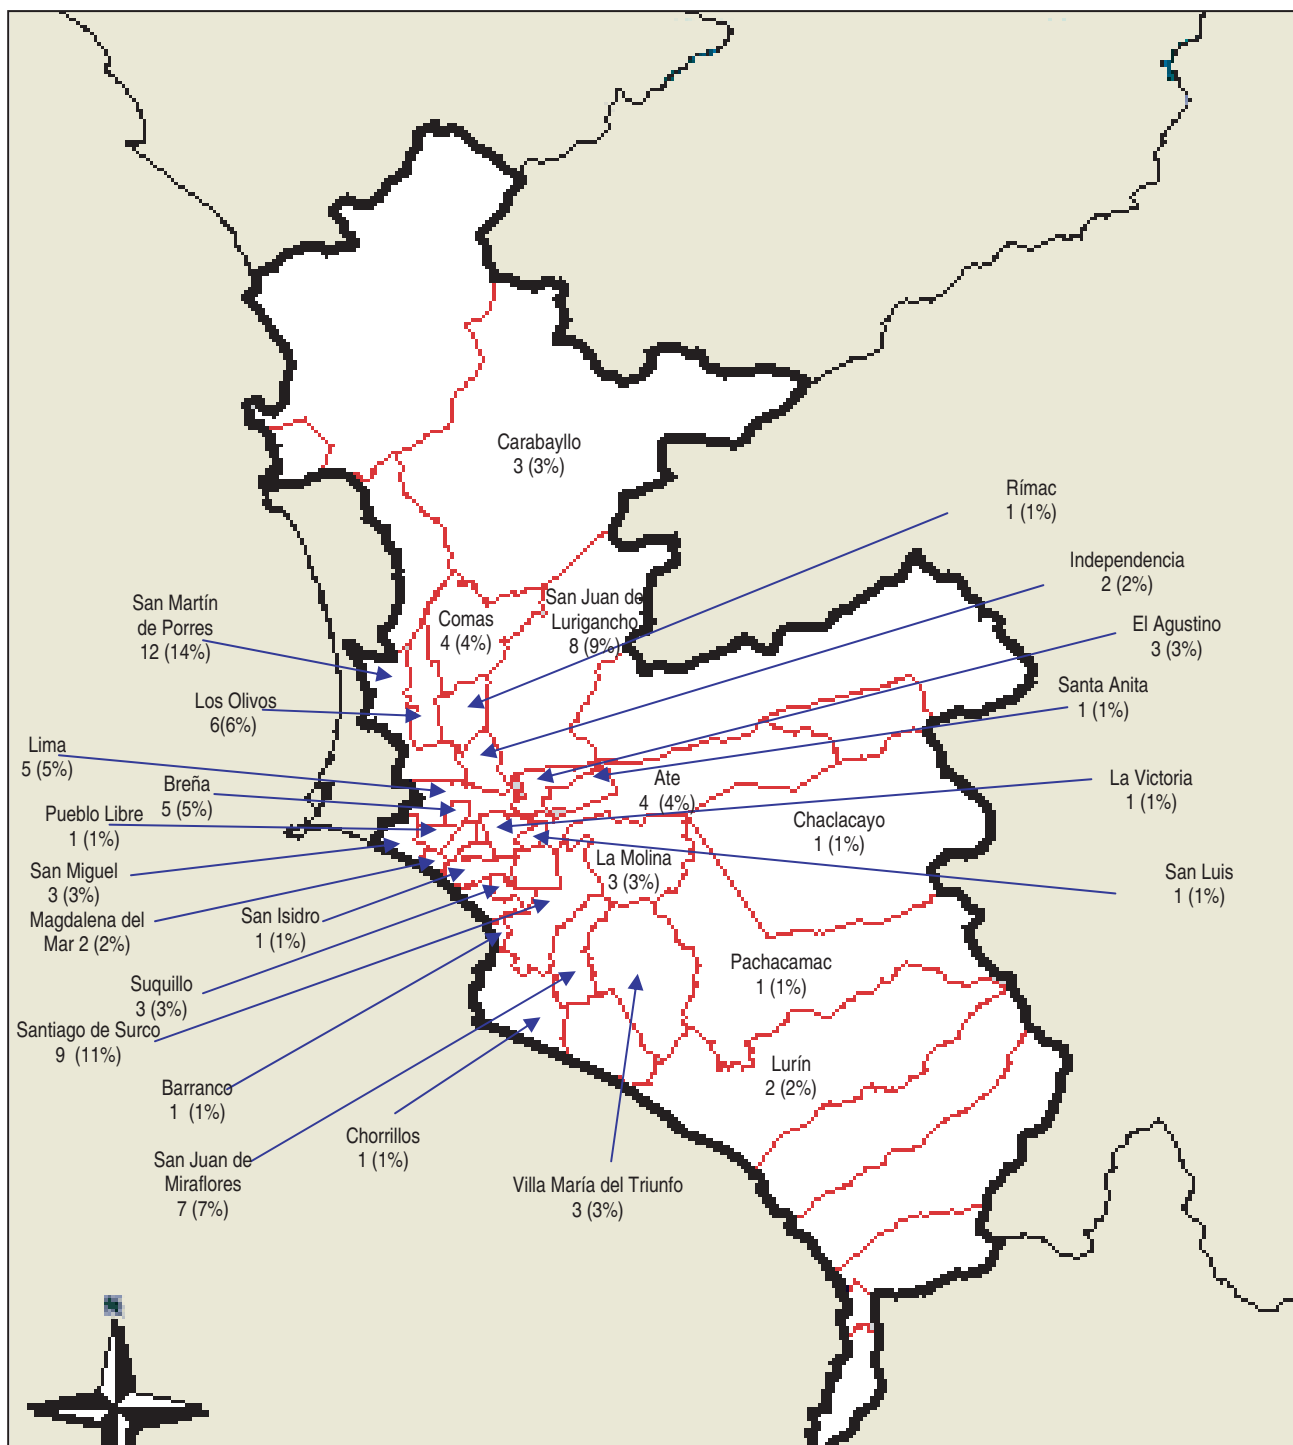 Carabayllo
3 (3%)
Rímac
1 (1%)
Independencia
2 (2%)
El Agustino
3 (3%)
Santa Anita
1 (1%)
San Martín
de Porres
12 (14%)
Comas
4 (4%)
San Juan de
Lurigancho
8 (9%)
Los Olivos
6(6%)
Lima
5 (5%)
Breña
5 (5%)
Pueblo Libre
1 (1%)
San Miguel
3 (3%)
Magdalena del
Mar 2 (2%)
San Isidro
1 (1%)
Ate
4 (4%)
La Victoria
1 (1%)
Chaclacayo
1 (1%)
La Molina
3 (3%)
San Luis
1 (1%)
Suquillo
3 (3%)
Santiago de Surco
9 (11%)
Pachacamac
1 (1%)
Barranco
1 (1%)
Lurín
2 (2%)
Chorrillos
1 (1%)
San Juan de
Miraflores
7 (7%)
Villa María del Triunfo
3 (3%)